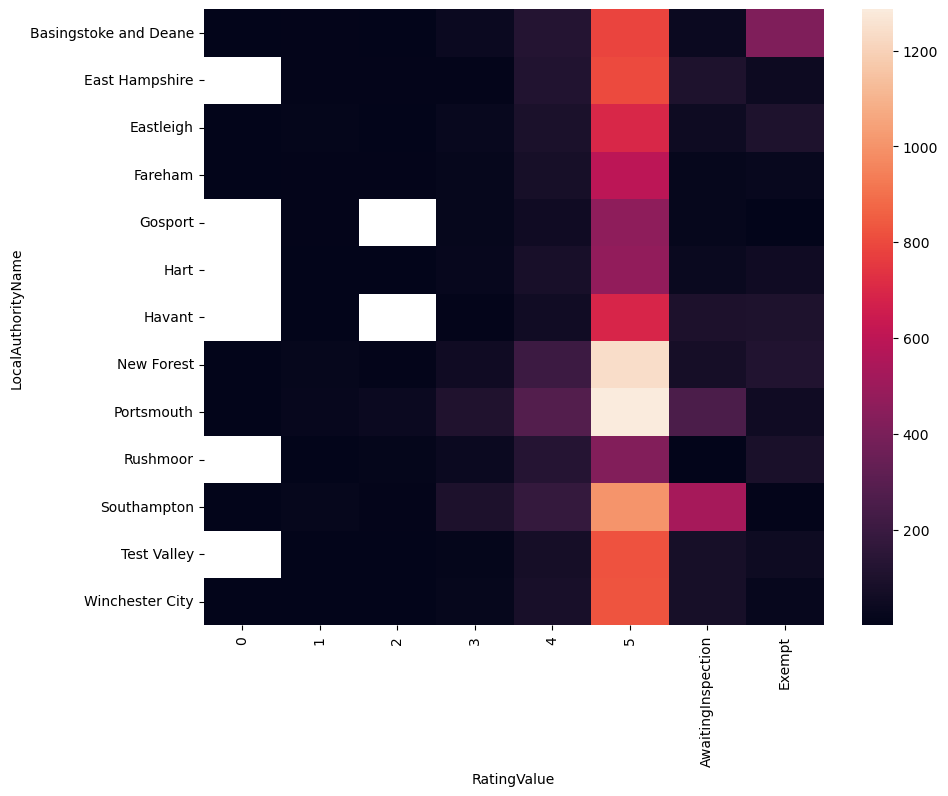 Basingstoke and Deane
East Hampshire
Eastleigh
Fareham
Gosport
Hart
Havant
New Forest
Portsmouth
Rushmoor
Southampton
Test Valley
Winchester City
LocalAuthorityName
0
1
2
3
4
5
AwaitingInspection
Exempt
RatingValue
1200
1000
800
600
400
200